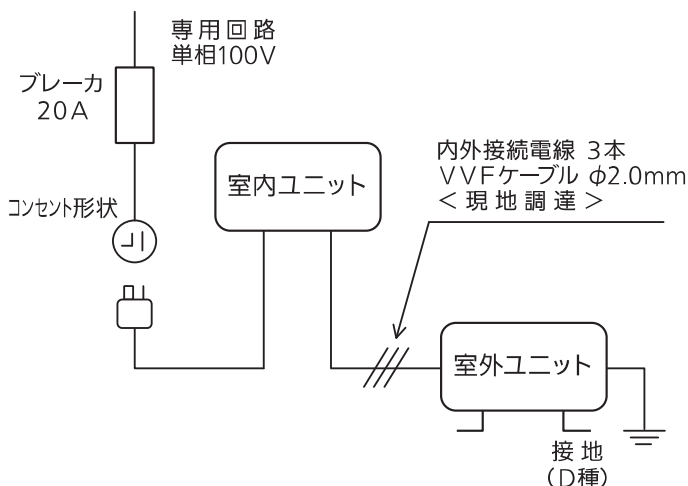 専用回路
単相100V
ブレーカ
20A
コンセント形状
室内ユニット
内外接続電線 3本
VVFケーブル φ2.0mm
＜現地調達＞
室外ユニット
接地
（D種）